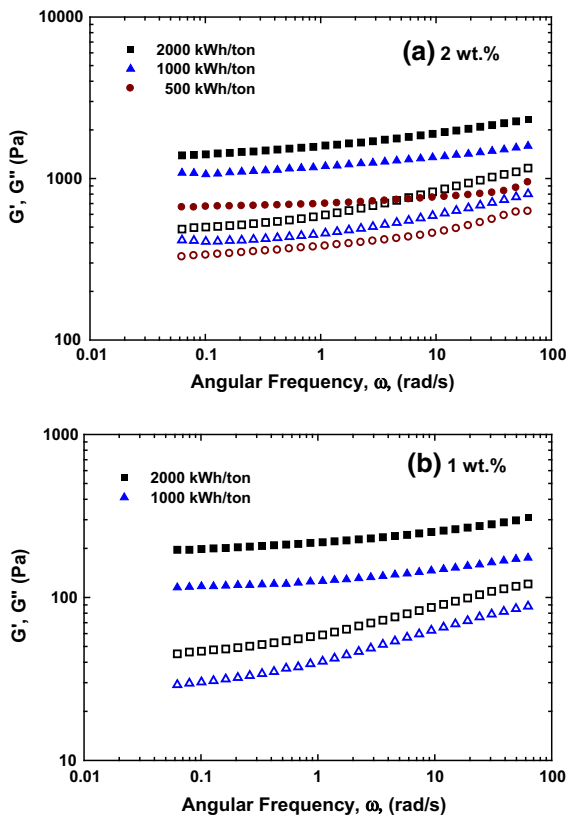 10000
(a) 2 wt.%
2000 kWh/ton
1000 kWh/ton
500 kWh/ton
G', G" (Pa)
1000
100
0.01
0.1
1
10
100
Angular Frequency, ω, (rad/s)
1000
(b) 1 wt.%
2000 kWh/ton
1000 kWh/ton
G', G" (Pa)
100
10
0.01
0.1
1
10
100
Angular Frequency, ω, (rad/s)